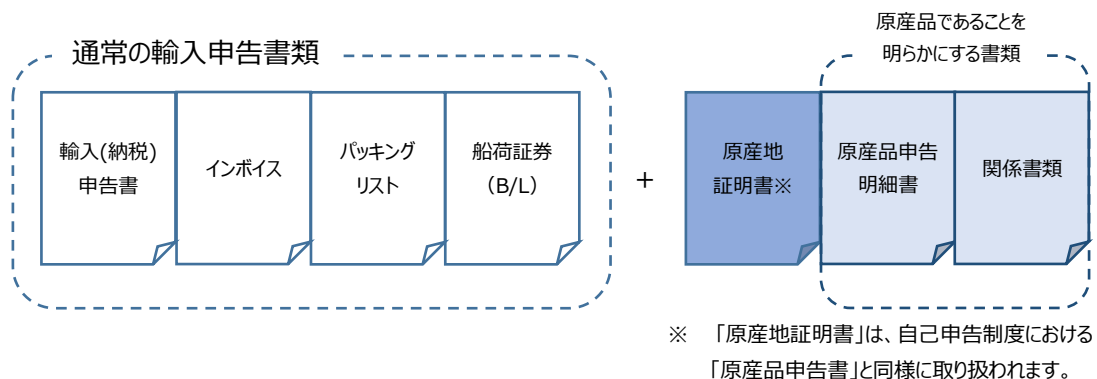 通常の輸入申告書類
輸入(納税)
申告書
インボイス
パッキング
リスト
船荷証券
（B/L）
+
原産品であることを
明らかにする書類
原産地
証明書※
原産品申告
明細書
関係書類
※　「原産地証明書」は、自己申告制度における
「原産品申告書」と同様に取り扱われます。